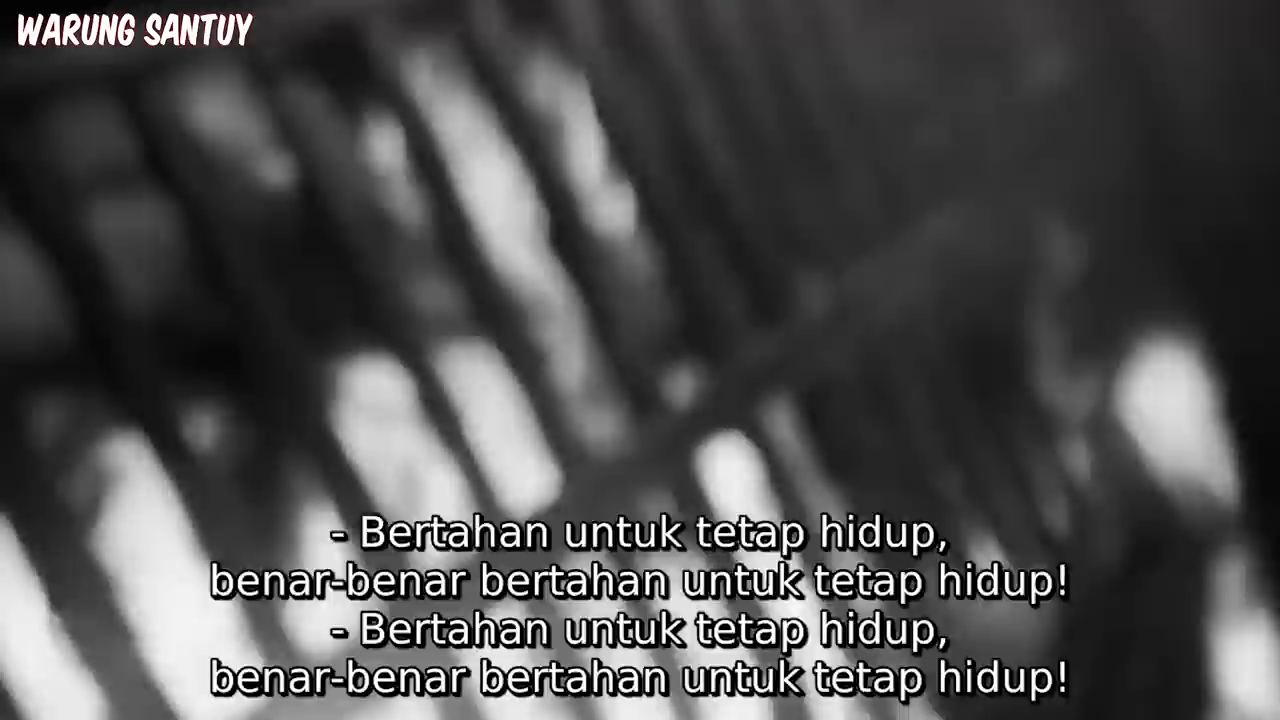 WARUNG SANTUY
- Bertahan untuk tetap hidup,
benar-benar bertahan untuk tetap hidup!
- Bertahan untuk tetap hidup,
benar-benar bertahan untuk tetap hidup!